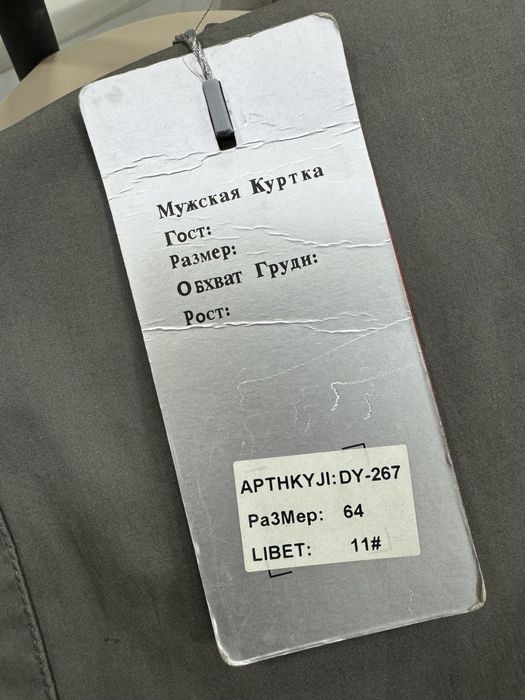 Мужская Куртка
Гост:
Размер:
Обхват Груди:
Рост:
APTHKYJI: DY-267
Pa3Mep: 64
LIBET: 11#